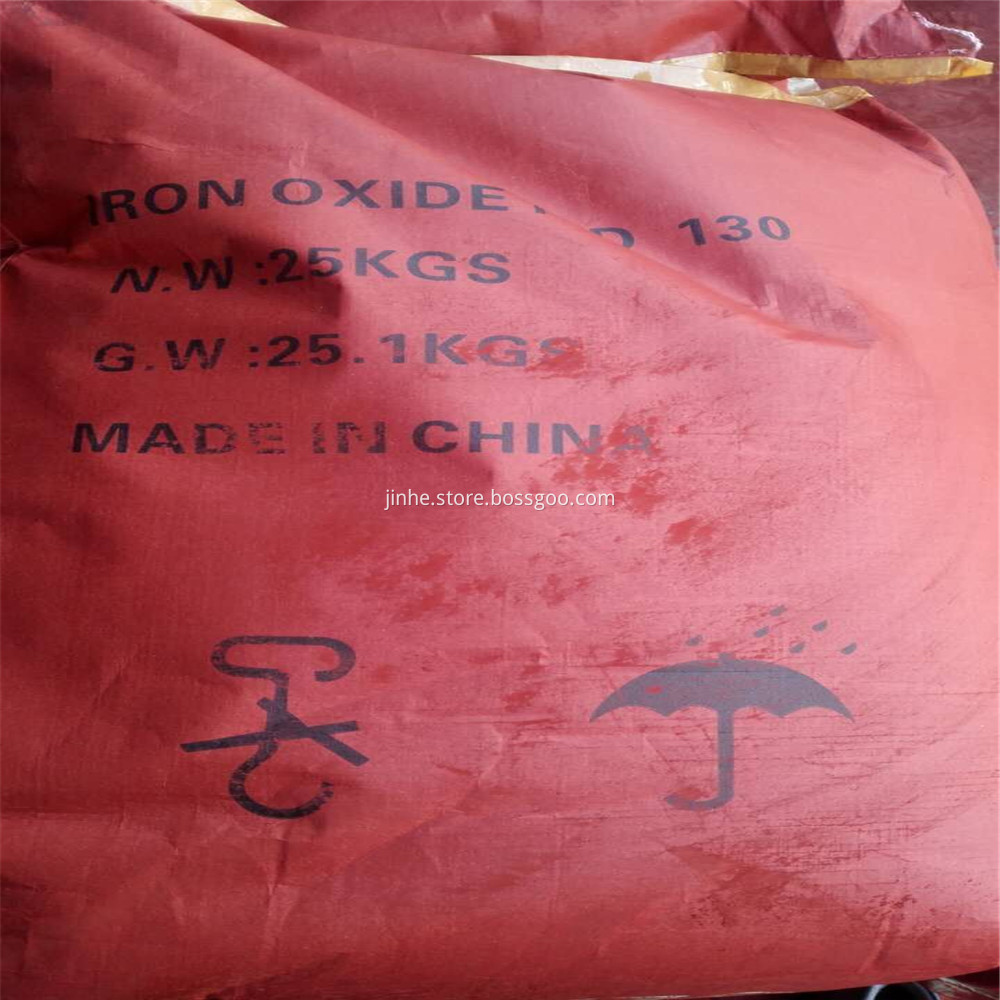 IRON OXIDE 130
N.W:25KGS
G.W:25.1KGS
MADE IN CHINA
jinhe.store.bossgoo.com